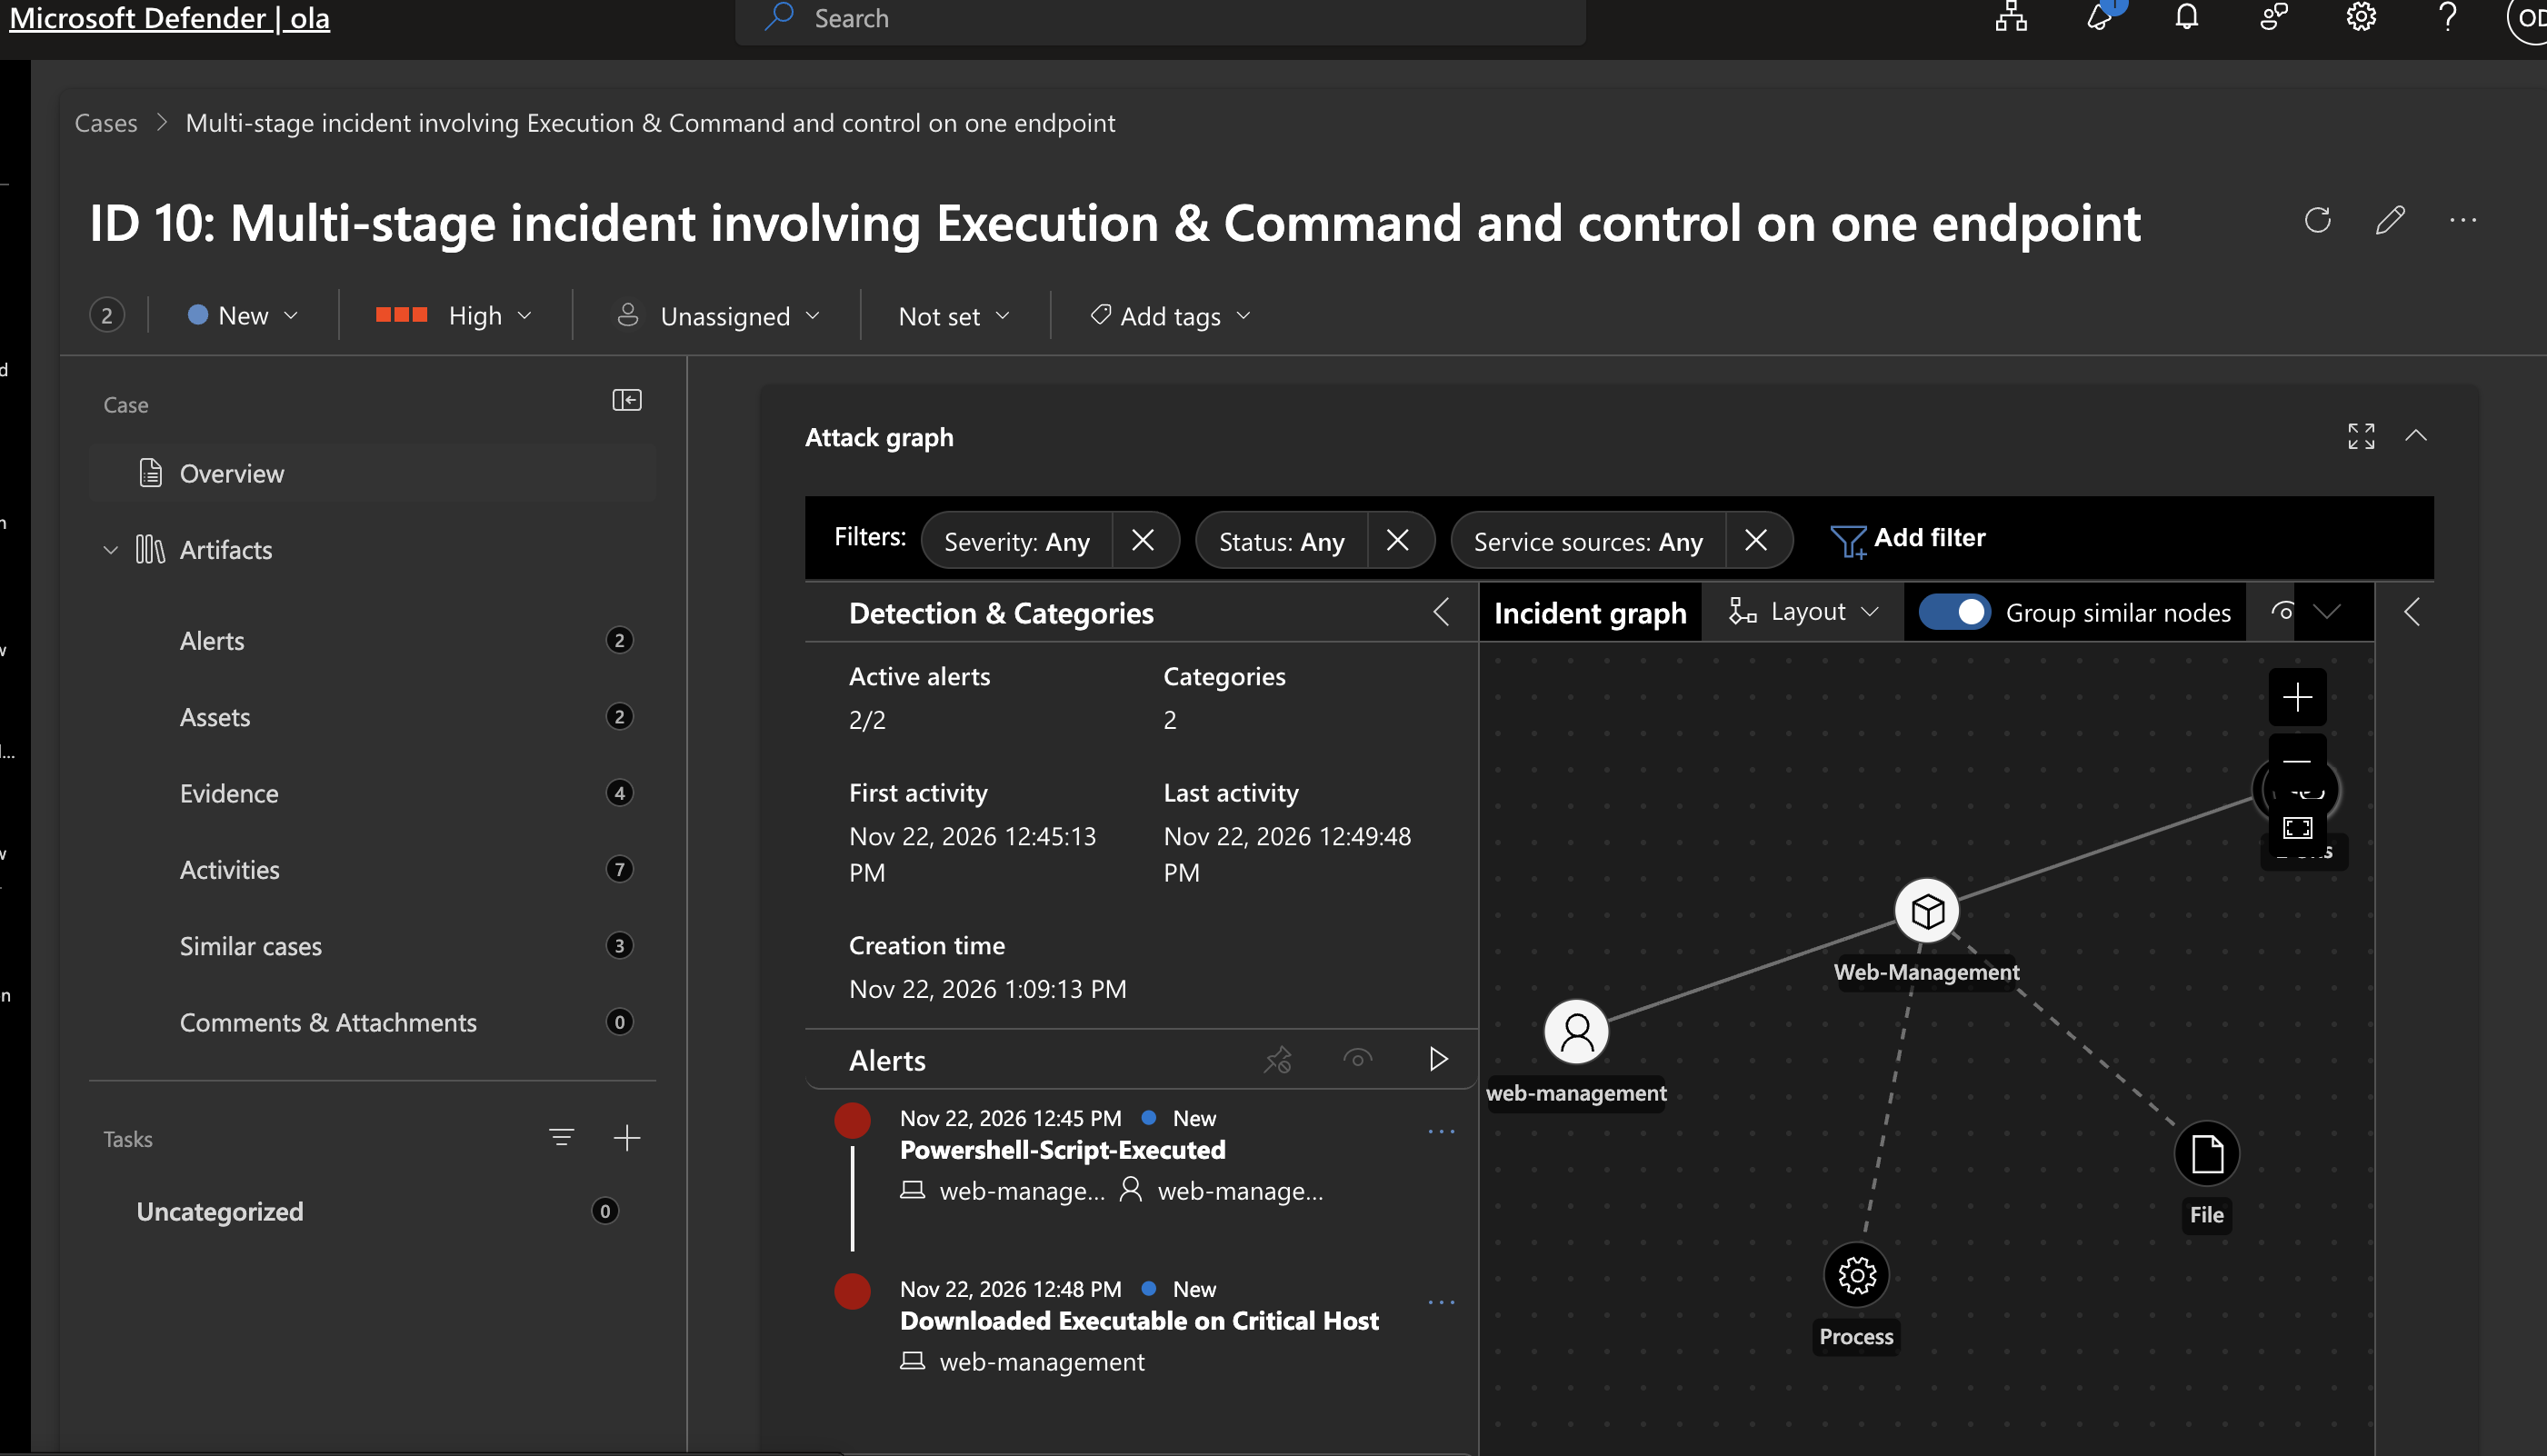 Microsoft Defender | ola
Search
Cases > Multi-stage incident involving Execution & Command and control on one endpoint
ID 10: Multi-stage incident involving Execution & Command and control on one endpoint
2
New
High
Unassigned
Not set
Add tags
Case
Overview
Artifacts
Alerts 2
Assets 2
Evidence 4
Activities 7
Similar cases 3
Comments & Attachments 0
Tasks
Uncategorized 0
Attack graph
Filters:
Severity: Any
Status: Any
Service sources: Any
Add filter
Detection & Categories
Active alerts
2/2
Categories
2
First activity
Nov 22, 2026 12:45:13
PM
Last activity
Nov 22, 2026 12:49:48
PM
Creation time
Nov 22, 2026 1:09:13 PM
Alerts
Nov 22, 2026 12:45 PM New
Powershell-Script-Executed
web-manage... web-manage...
Nov 22, 2026 12:48 PM New
Downloaded Executable on Critical Host
web-management
Incident graph
Layout
Group similar nodes
Web-Management
web-management
File
Process